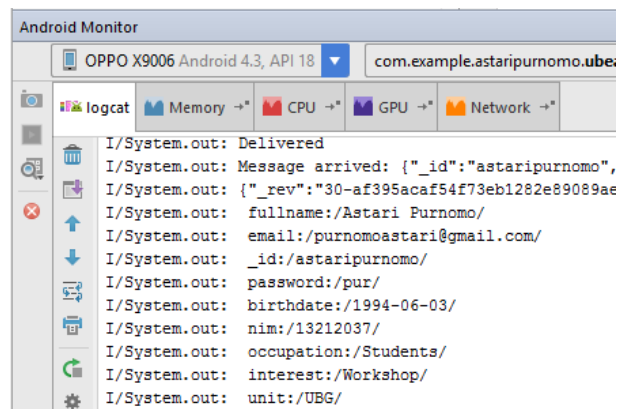 Android Monitor
OPPO X9006 Android 4.3, API 18 com.example.astaripurnomo.ubea
logcat Memory CPU GPU Network
I/System.out: Delivered
I/System.out: Message arrived: {"_id":"astaripurnomo",
I/System.out: {"_rev":"30-af395acaf54f73eb1282e89089ae
I/System.out: fullname:/Astari Purnomo/
I/System.out: email:/purnomoastari@gmail.com/
I/System.out: _id:/astaripurnomo/
I/System.out: password:/pur/
I/System.out: birthdate:/1994-06-03/
I/System.out: nim:/13212037/
I/System.out: occupation:/Students/
I/System.out: interest:/Workshop/
I/System.out: unit:/UBG/